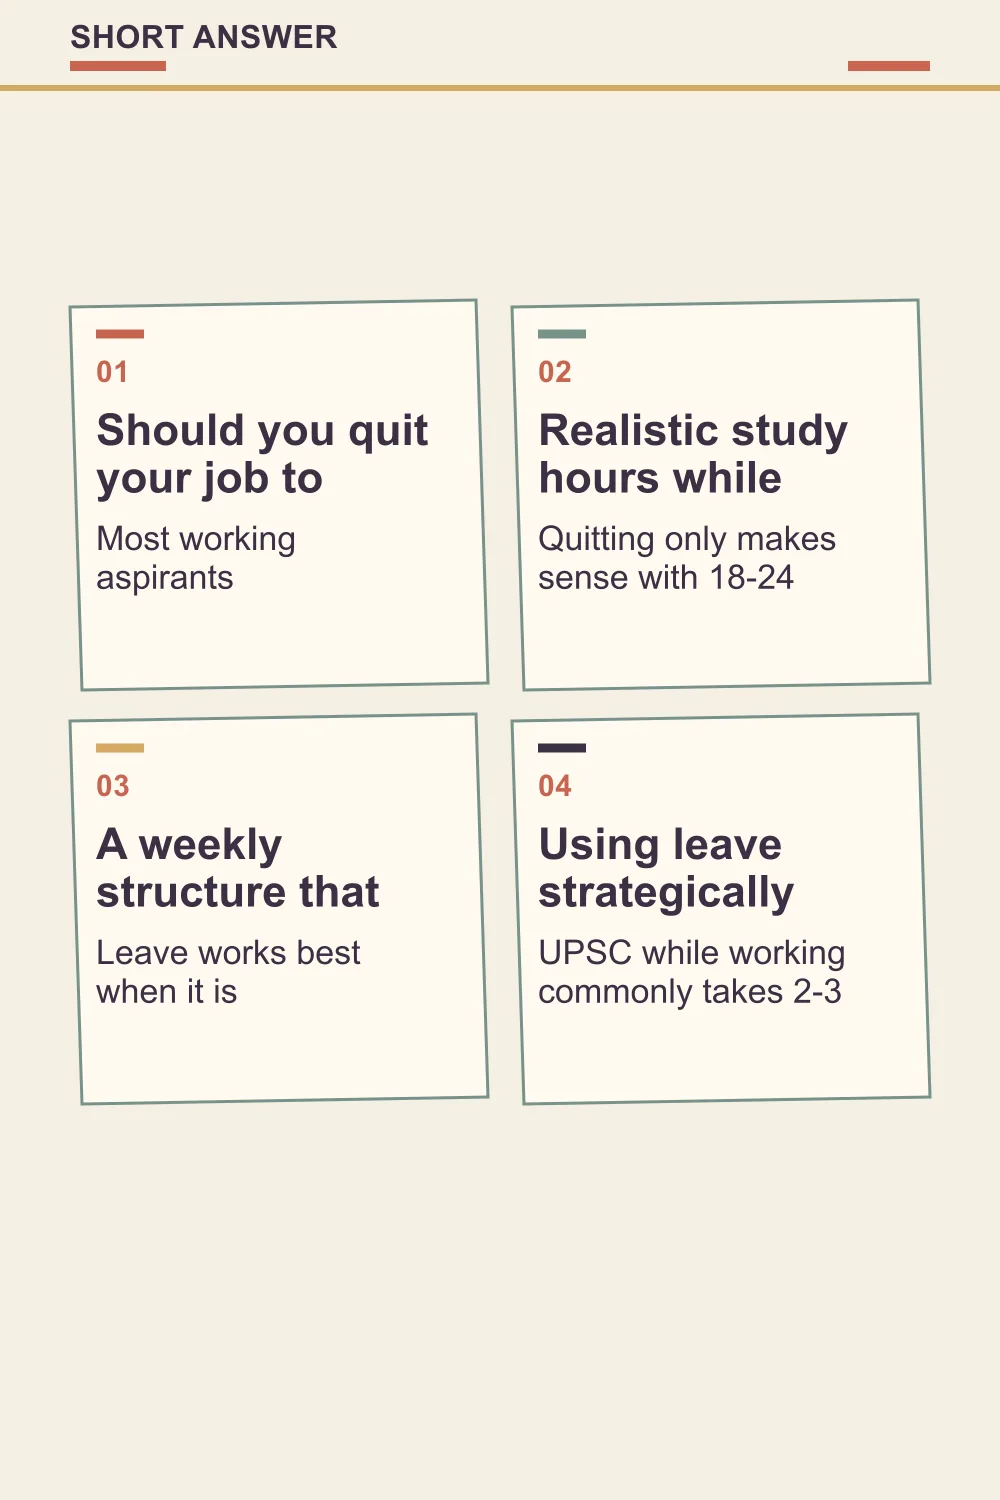 SHORT ANSWER
01
Should you quit
your job to
Most working
aspirants
02
Realistic study
hours while
Quitting only makes
sense with 18-24
03
A weekly
structure that
Leave works best
when it is
04
Using leave
strategically
UPSC while working
commonly takes 2-3